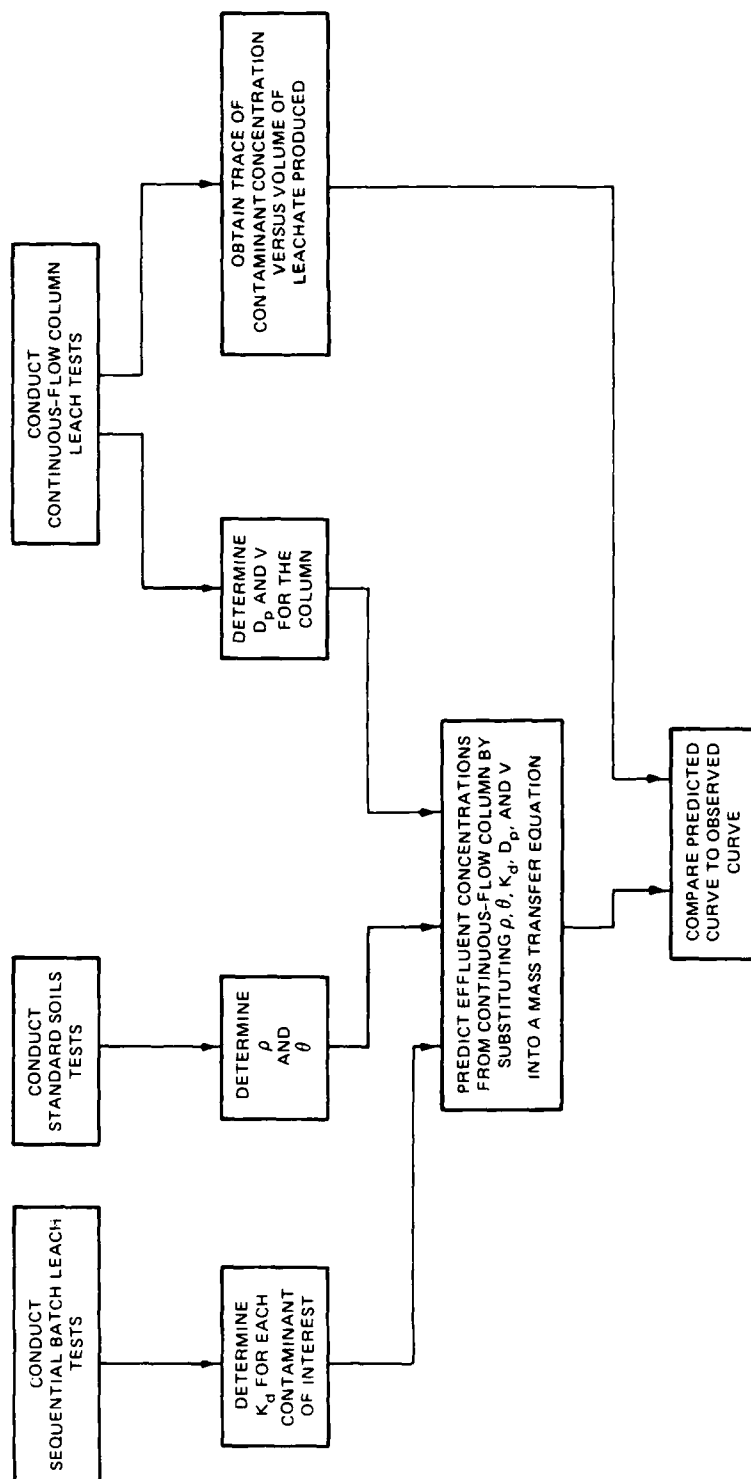 CONDUCT
SEQUENTIAL BATCH LEACH
TESTS
CONDUCT
STANDARD SOILS
TESTS
CONDUCT
CONTINUOUS-FLOW COLUMN
LEACH TESTS
DETERMINE
K_d FOR EACH
CONTAMINANT
OF INTEREST
DETERMINE
ρ
AND
θ
DETERMINE
D_p AND V
FOR THE
COLUMN
OBTAIN TRACE OF
CONTAMINANT CONCENTRATION
VERSUS VOLUME OF
LEACHATE PRODUCED
PREDICT EFFLUENT CONCENTRATIONS
FROM CONTINUOUS-FLOW COLUMN BY
SUBSTITUTING ρ, θ, K_d, D_p, AND V
INTO A MASS TRANSFER EQUATION
COMPARE PREDICTED
CURVE TO OBSERVED
CURVE